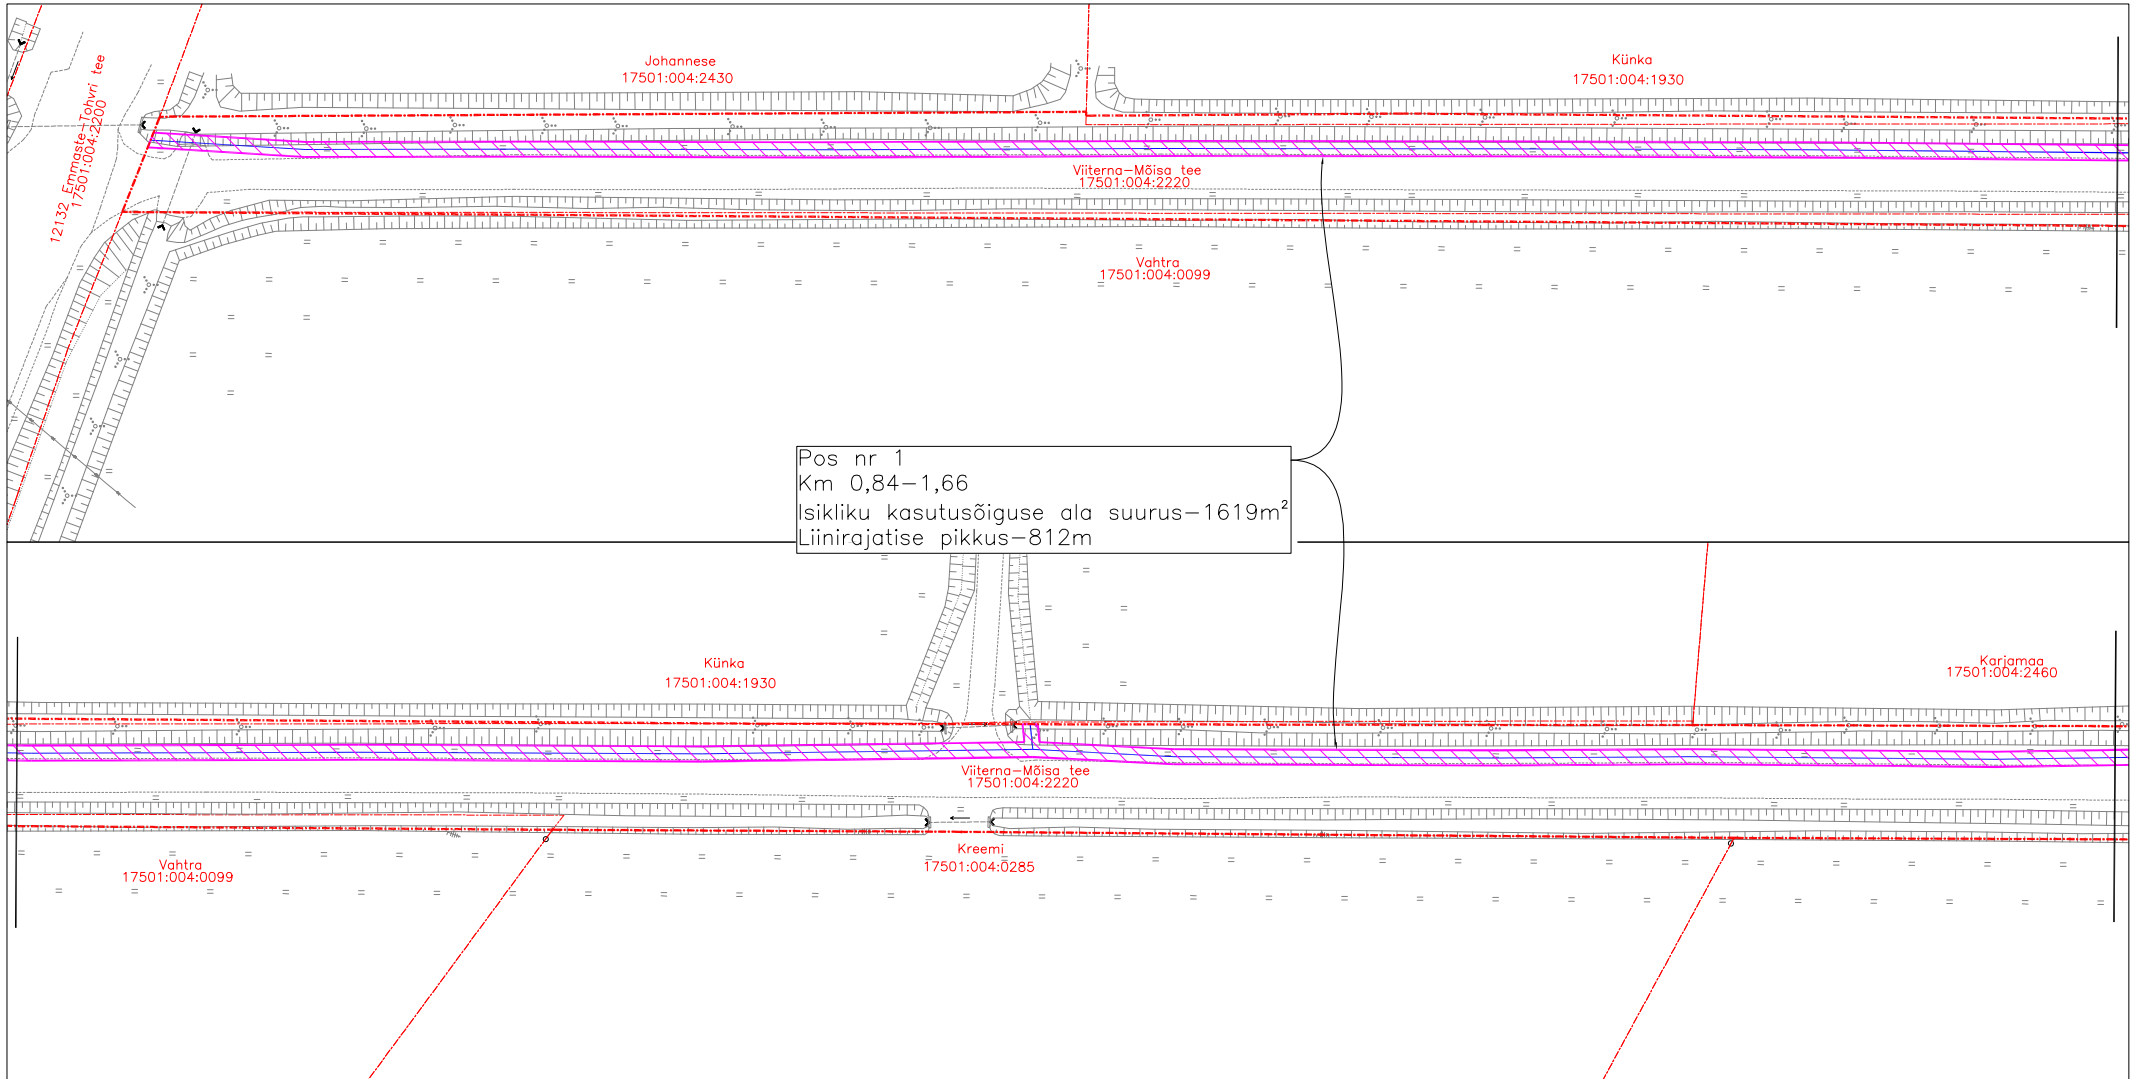 Johannese
17501:004:2430
Künka
17501:004:1930
12132 Emmaste-Tohvri tee
17501:004:2200
Viiterna-Mõisa tee
17501:004:2220
Vahtra
17501:004:0099
Pos nr 1
Km 0,84-1,66
Isikliku kasutusõiguse ala suurus-1619m²
Liinirajatise pikkus-812m
Künka
17501:004:1930
Karjamaa
17501:004:2460
Viiterna-Mõisa tee
17501:004:2220
Kreemi
17501:004:0285
Vahtra
17501:004:0099